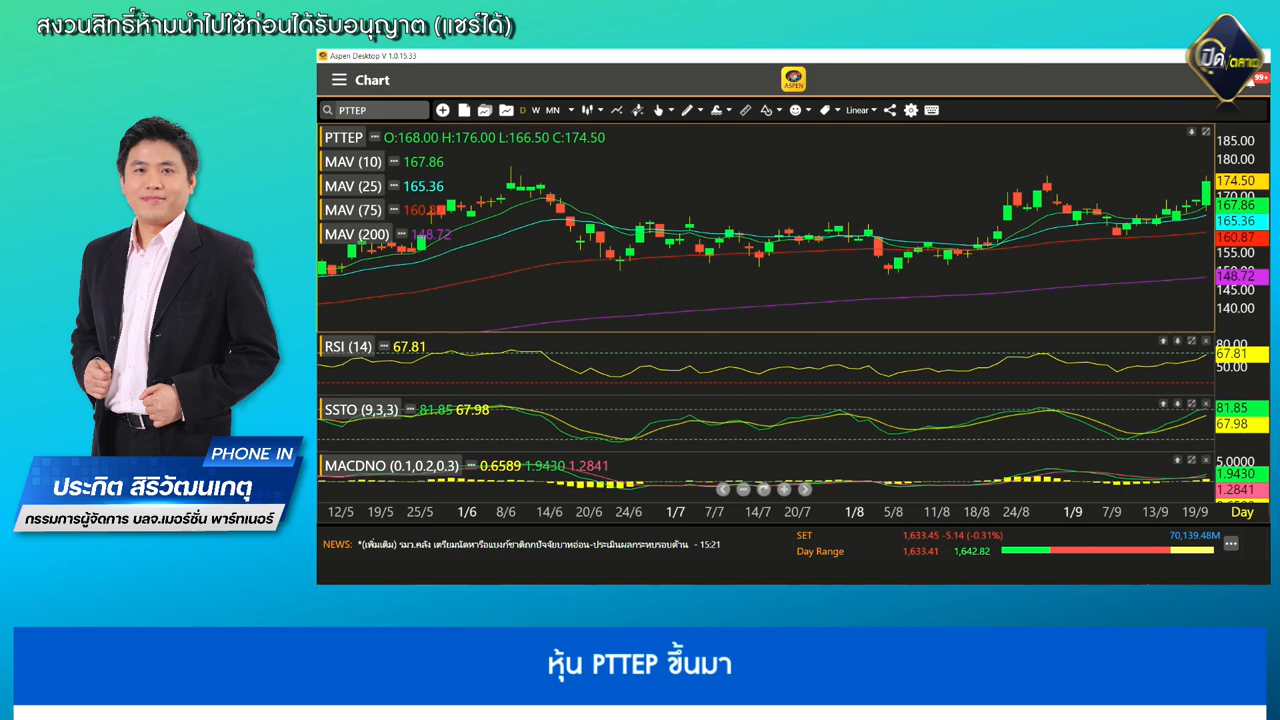 สงวนสิทธิ์ห้ามนำไปใช้ก่อนได้รับอนุญาต (แชร์ได้)
ปิดตลาด
Aspen Desktop V 1.0.15.33
Chart
ASPEN
99+
PTTEP
D W MN
Linear
PTTEP O:168.00 H:176.00 L:166.50 C:174.50
MAV (10) 167.86
MAV (25) 165.36
MAV (75) 160.87
MAV (200) 148.72
185.00
180.00
174.50
170.00
167.86
165.36
160.87
155.00
148.72
145.00
140.00
RSI (14) 67.81
80.00
67.81
50.00
SSTO (9,3,3) 81.85 67.98
81.85
67.98
MACDNO (0.1,0.2,0.3) 0.6589 1.9430 1.2841
5.0000
1.9430
1.2841
12/5 19/5 25/5 1/6 8/6 14/6 20/6 24/6 1/7 7/7 14/7 20/7 1/8 5/8 11/8 18/8 24/8 1/9 7/9 13/9 19/9 Day
NEWS: *(เพิ่มเติม) รมว.คลัง เตรียมนัดหารือแบงก์ชาติถกปัจจัยบาทอ่อน-ประเมินผลกระทบรอบด้าน - 15:21
SET 1,633.45 -5.14 (-0.31%) 70,139.48M
Day Range 1,633.41 1,642.82
PHONE IN
ประกิต สิริวัฒนเกตุ
กรรมการผู้จัดการ บลจ.เมอร์ชั่น พาร์ทเนอร์
หุ้น PTTEP ขึ้นมา